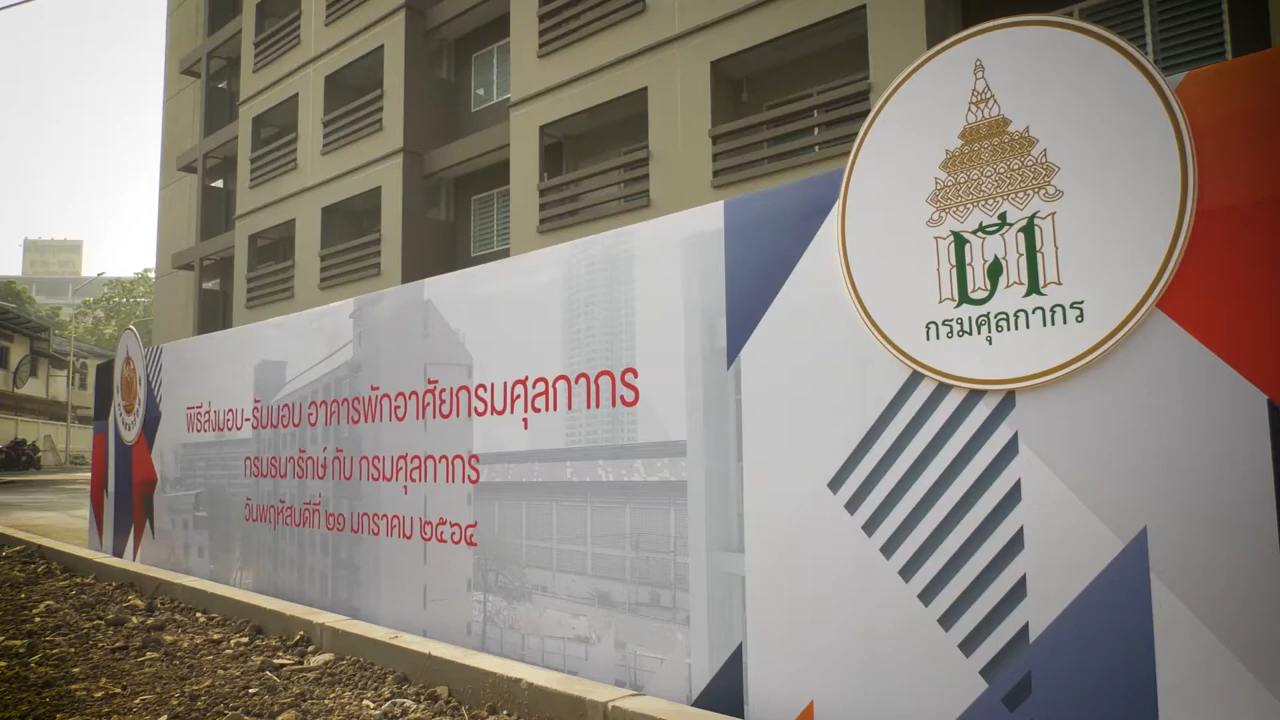 กรมศุลกากร
พิธีส่งมอบ-รับมอบ อาคารพักอาศัยกรมศุลกากร
กรมธนารักษ์ กับ กรมศุลกากร
วันพฤหัสบดีที่ ๒๑ มกราคม ๒๕๖๔